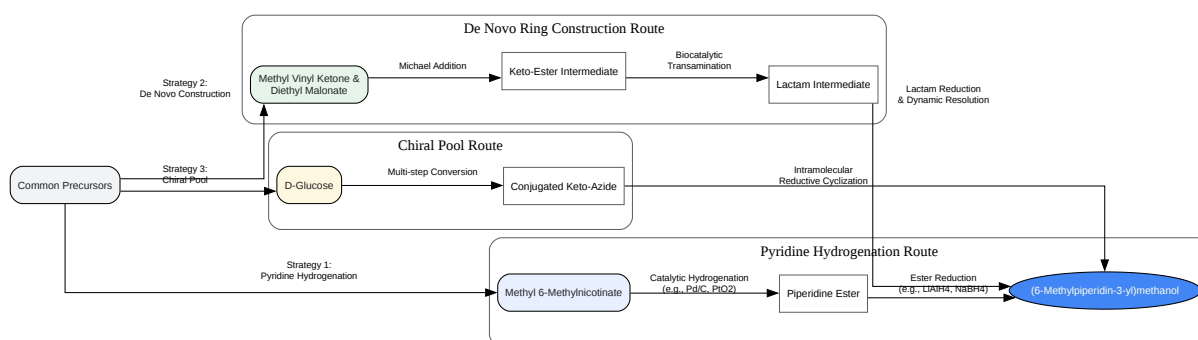 De Novo Ring Construction Route
Methyl Vinyl Ketone &
Diethyl Malonate
Michael Addition
Keto-Ester Intermediate
Biocatalytic
Transamination
Lactam Intermediate
Strategy 2:
De Novo Construction
Lactam Reduction
& Dynamic Resolution
Chiral Pool Route
Common Precursors
Strategy 3:
Chiral Pool
D-Glucose
Multi-step Conversion
Conjugated Keto-Azide
Intramolecular
Reductive Cyclization
Pyridine Hydrogenation Route
Strategy 1:
Pyridine Hydrogenation
Methyl 6-Methylnicotinate
Catalytic Hydrogenation
(e.g., Pd/C, PtO2)
Piperidine Ester
Ester Reduction
(e.g., LiAlH4, NaBH4)
(6-Methylpiperidin-3-yl)methanol